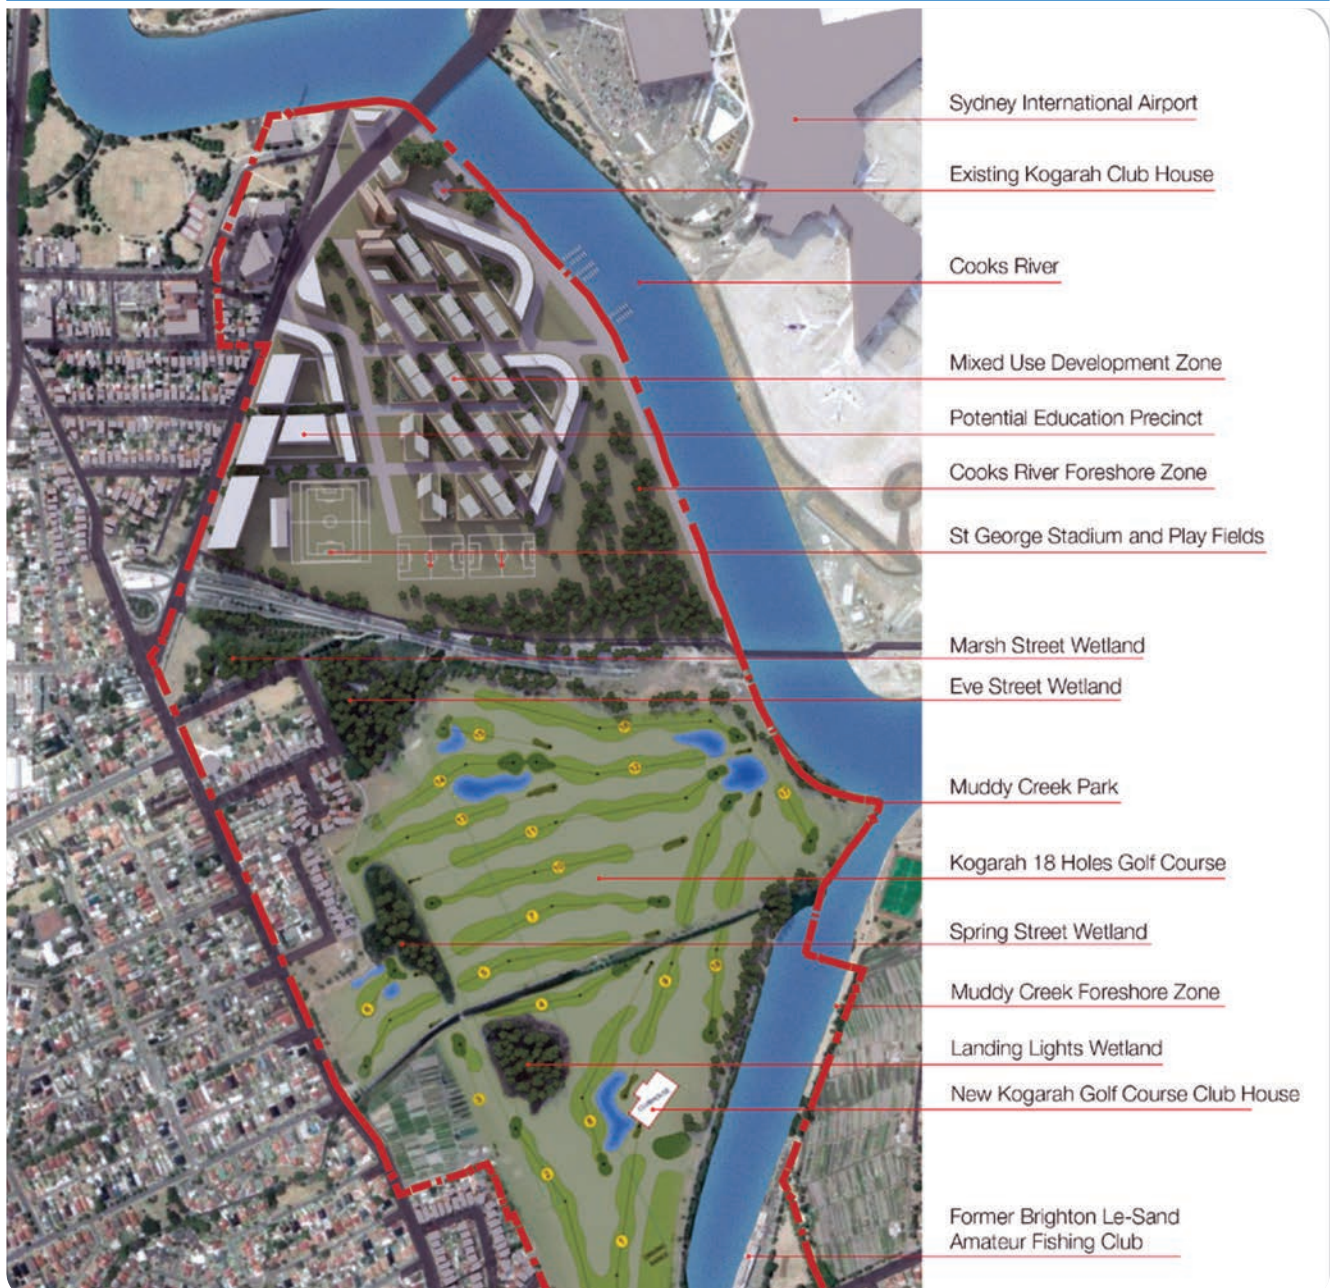 Sydney International Airport
Existing Kogarah Club House
Cooks River
Mixed Use Development Zone
Potential Education Precinct
Cooks River Foreshore Zone
St George Stadium and Play Fields
Marsh Street Wetland
Eve Street Wetland
Muddy Creek Park
Kogarah 18 Holes Golf Course
Spring Street Wetland
Muddy Creek Foreshore Zone
Landing Lights Wetland
New Kogarah Golf Course Club House
Former Brighton Le-Sand
Amateur Fishing Club